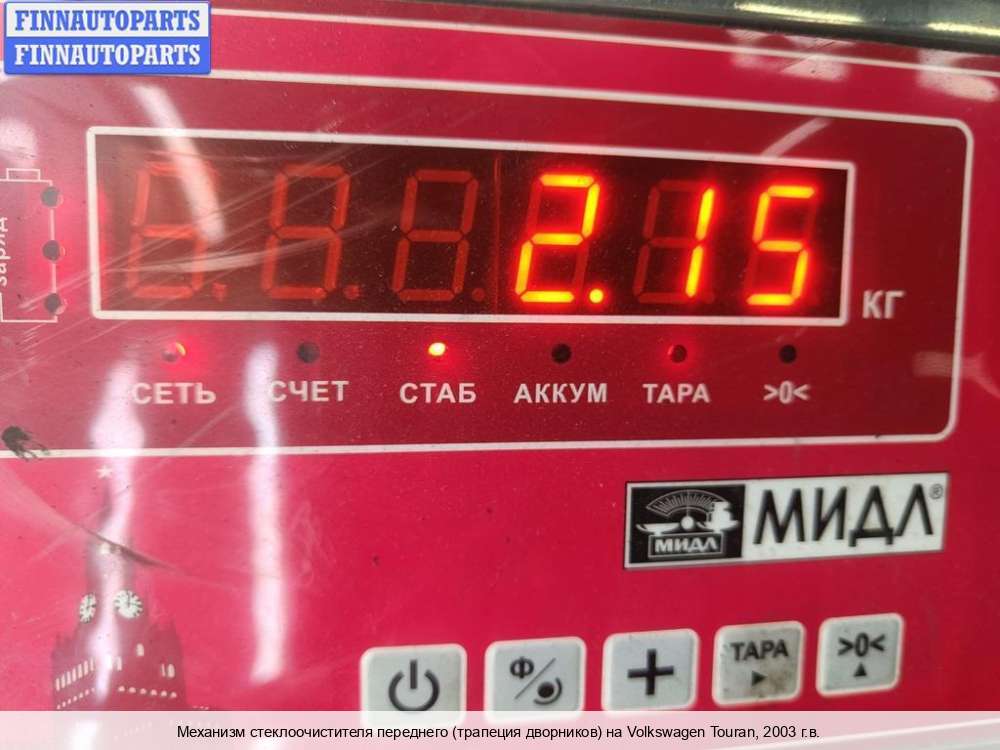 FINNAUTOPARTS
FINNAUTOPARTS
заряд
2.15
КГ
СЕТЬ СЧЕТ СТАБ АККУМ ТАРА >0<
МИДЛ МИДЛ®
Ф + ТАРА >0<
Механизм стеклоочистителя переднего (трапеция дворников) на Volkswagen Touran, 2003 г.в.